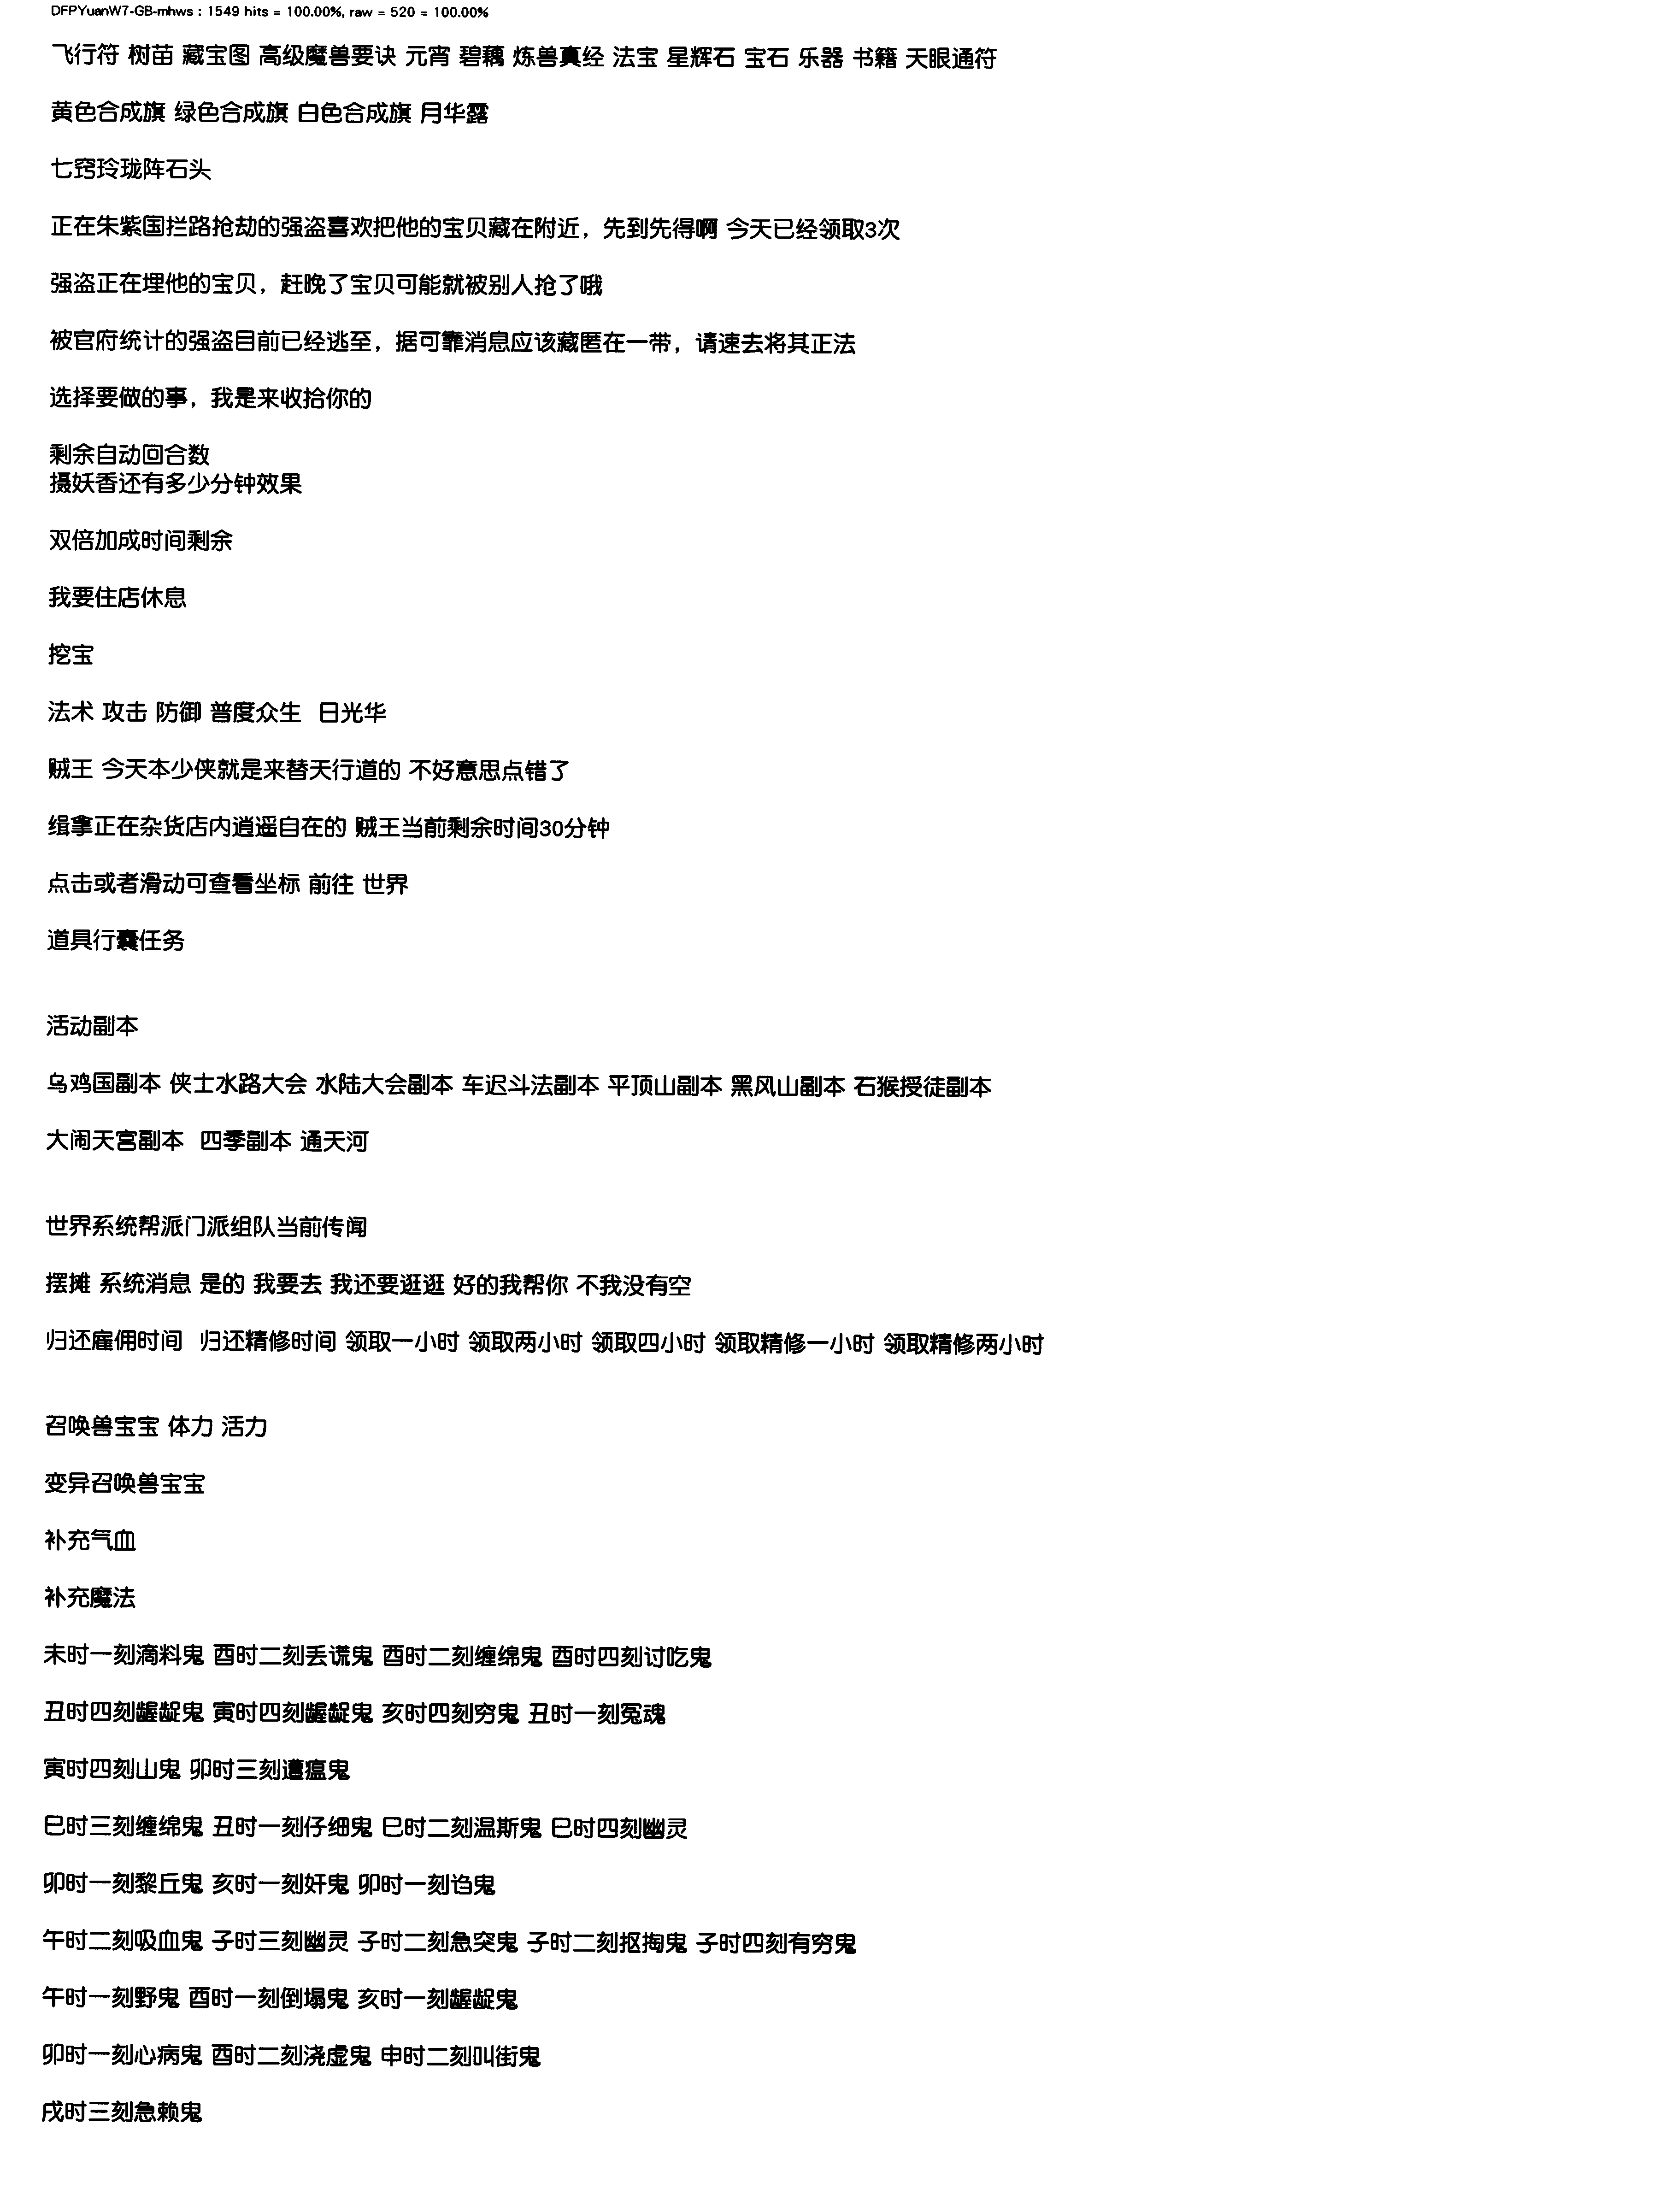 DFPYuanW7-GB-mhws : 1549 hits = 100.00%, raw = 520 = 100.00%
飞行符 树苗 藏宝图 高级魔兽要诀 元宵 碧藕 炼兽真经 法宝 星辉石 宝石 乐器 书籍 天眼通符
黄色合成旗 绿色合成旗 白色合成旗 月华露
七窍玲珑阵石头
正在朱紫国拦路抢劫的强盗喜欢把他的宝贝藏在附近，先到先得啊 今天已经领取3次
强盗正在埋他的宝贝，赶晚了宝贝可能就被别人抢了哦
被官府统计的强盗目前已经逃至，据可靠消息应该藏匿在一带，请速去将其正法
选择要做的事，我是来收拾你的
剩余自动回合数
摄妖香还有多少分钟效果
双倍加成时间剩余
我要住店休息
挖宝
法术 攻击 防御 普度众生  日光华
贼王 今天本少侠就是来替天行道的 不好意思点错了
缉拿正在杂货店内逍遥自在的 贼王当前剩余时间30分钟
点击或者滑动可查看坐标 前往 世界
道具行囊任务
活动副本
乌鸡国副本 侠士水路大会 水陆大会副本 车迟斗法副本 平顶山副本 黑风山副本 石猴授徒副本
大闹天宫副本  四季副本 通天河
世界系统帮派门派组队当前传闻
摆摊 系统消息 是的 我要去 我还要逛逛 好的我帮你 不我没有空
归还雇佣时间  归还精修时间 领取一小时 领取两小时 领取四小时 领取精修一小时 领取精修两小时
召唤兽宝宝 体力 活力
变异召唤兽宝宝
补充气血
补充魔法
未时一刻滴料鬼 酉时二刻丢谎鬼 酉时二刻缠绵鬼 酉时四刻讨吃鬼
丑时四刻龌龊鬼 寅时四刻龌龊鬼 亥时四刻穷鬼 丑时一刻冤魂
寅时四刻山鬼 卯时三刻遭瘟鬼
巳时三刻缠绵鬼 丑时一刻仔细鬼 巳时二刻温斯鬼 巳时四刻幽灵
卯时一刻黎丘鬼 亥时一刻奸鬼 卯时一刻诌鬼
午时二刻吸血鬼 子时三刻幽灵 子时二刻急突鬼 子时二刻抠掏鬼 子时四刻有穷鬼
午时一刻野鬼 酉时一刻倒塌鬼 亥时一刻龌龊鬼
卯时一刻心病鬼 酉时二刻浇虚鬼 申时二刻叫街鬼
戌时三刻急赖鬼